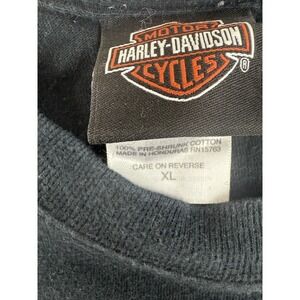 MOTOR
HARLEY-DAVIDSON
CYCLES
®
100% PRE-SHRUNK COTTON
MADE IN HONDURAS RN15763
CARE ON REVERSE
XL